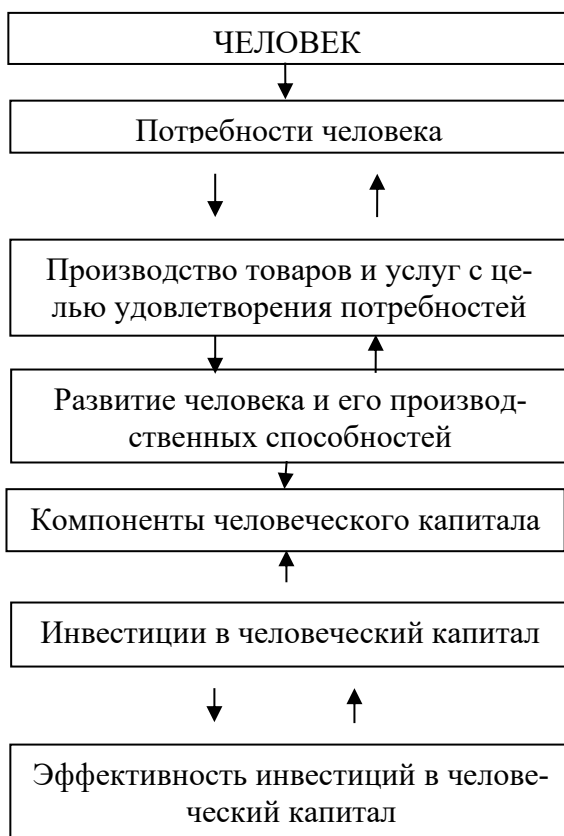 ЧЕЛОВЕК
Потребности человека
Производство товаров и услуг с це-
лью удовлетворения потребностей
Развитие человека и его производ-
ственных способностей
Компоненты человеческого капитала
Инвестиции в человеческий капитал
Эффективность инвестиций в челове-
ческий капитал